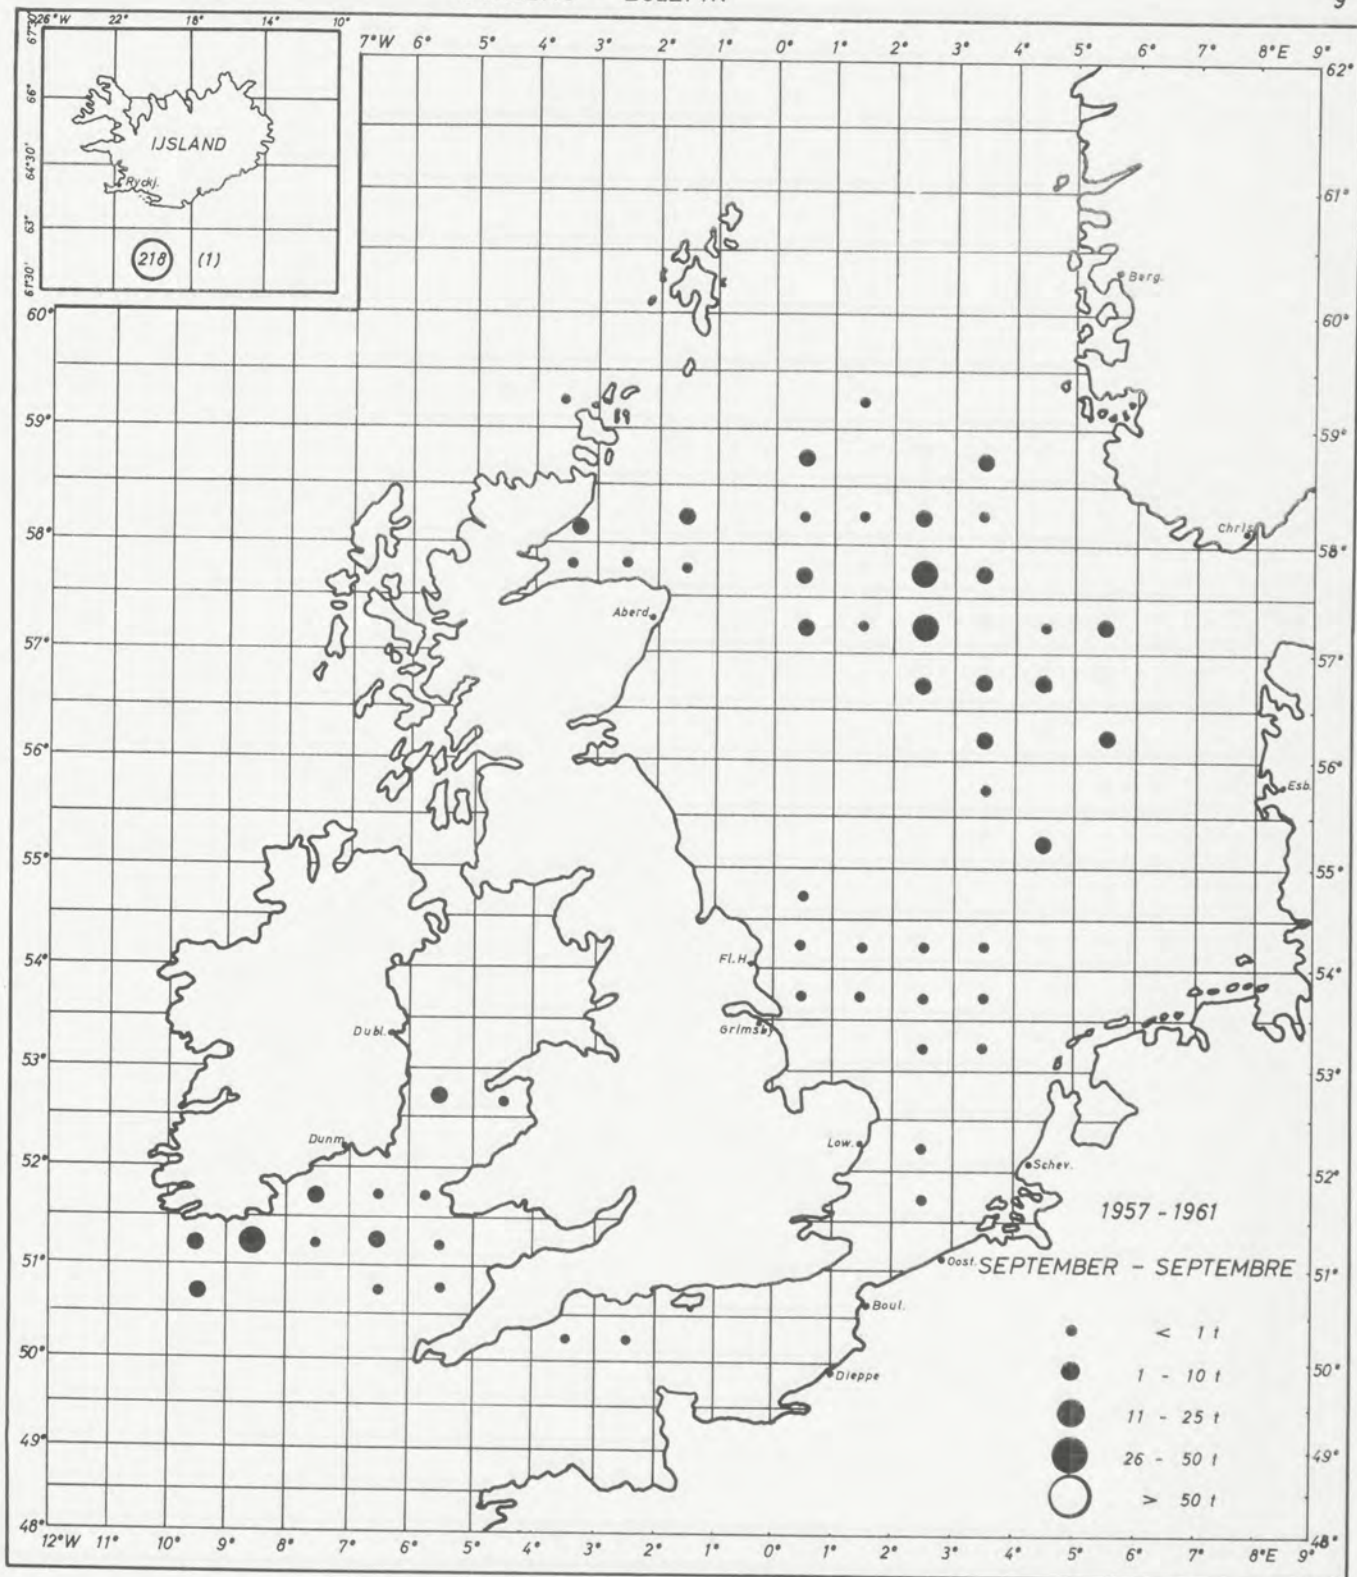 9
26°W 22° 18° 14° 10°
67°30'
66°
64°30'
63°
61°30'
IJSLAND
Ryckj.
218 (1)
7°W 6° 5° 4° 3° 2° 1° 0° 1° 2° 3° 4° 5° 6° 7° 8°E 9°
62°
61°
60° 60°
59° 59°
58° 58°
57° 57°
56° 56°
55° 55°
54° 54°
53° 53°
52° 52°
51° 51°
50° 50°
49° 49°
48° 48°
Berg.
Chris.
Aberd.
Esb.
Fl.H.
Grimsby
Dubl.
Dunm.
Low.
Schev.
Oost.
Boul.
Dieppe
1957 - 1961
SEPTEMBER - SEPTEMBRE
< 1 t
1 - 10 t
11 - 25 t
26 - 50 t
> 50 t
12°W 11° 10° 9° 8° 7° 6° 5° 4° 3° 2° 1° 0° 1° 2° 3° 4° 5° 6° 7° 8°E 9°